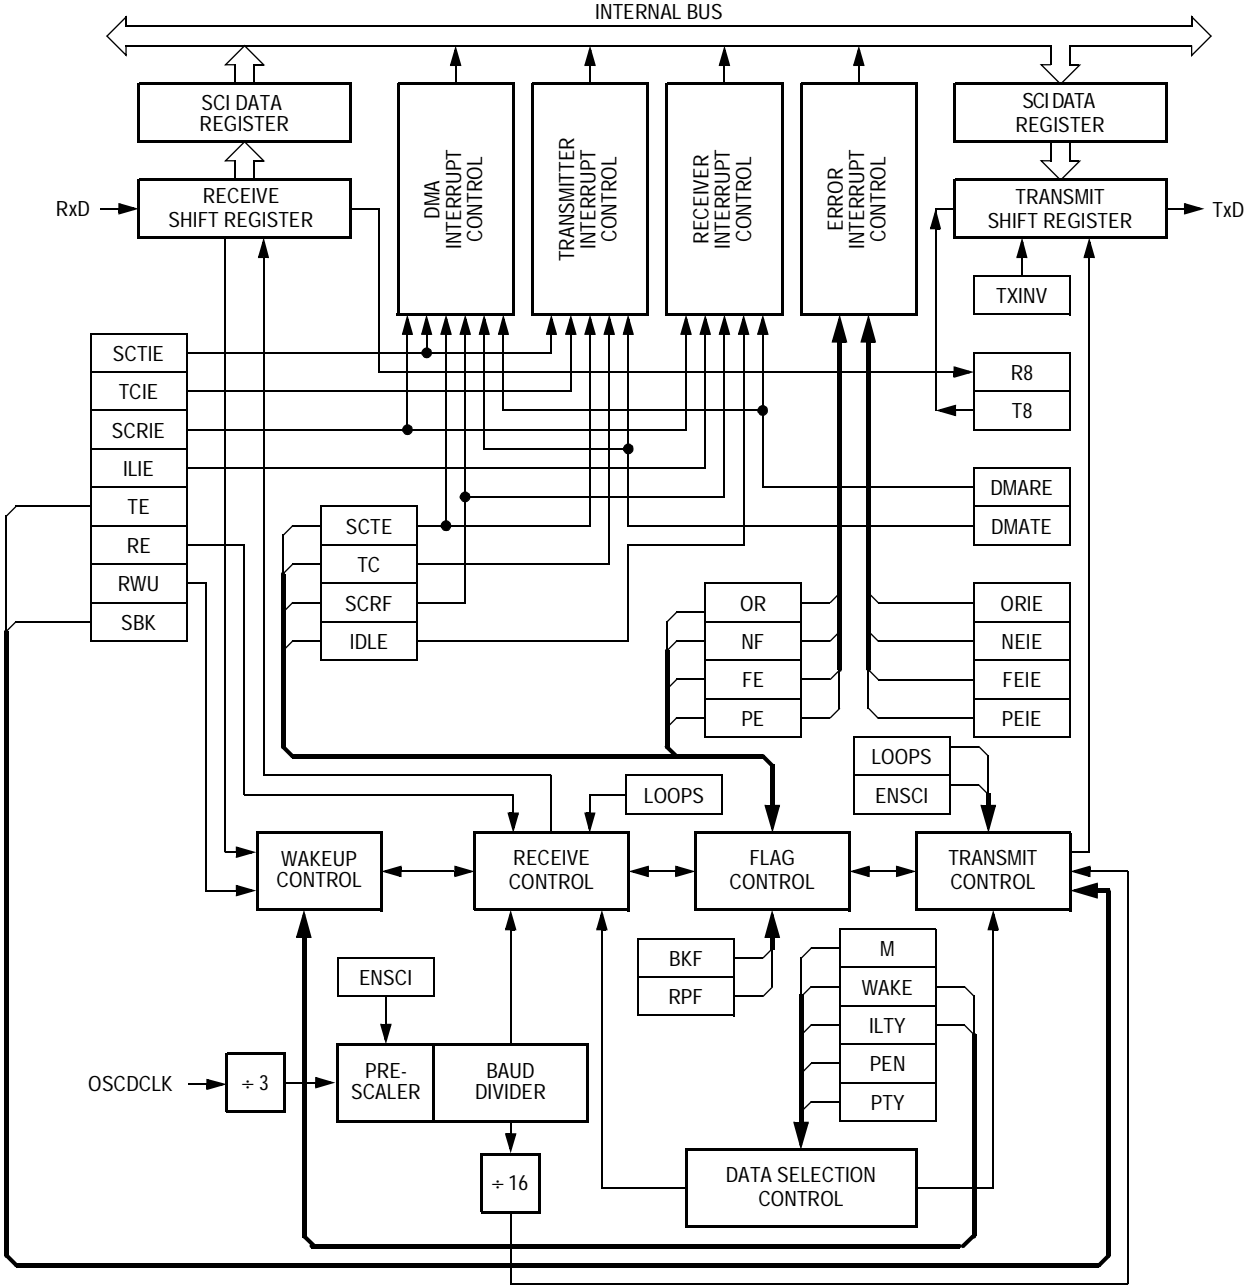 INTERNAL BUS
SCI DATA
REGISTER
RECEIVE
SHIFT REGISTER
RxD
DMA
INTERRUPT
CONTROL
TRANSMITTER
INTERRUPT
CONTROL
RECEIVER
INTERRUPT
CONTROL
ERROR
INTERRUPT
CONTROL
SCI DATA
REGISTER
TRANSMIT
SHIFT REGISTER
TxD
TXINV
R8
T8
SCTIE
TCIE
SCRIE
ILIE
TE
RE
RWU
SBK
SCTE
TC
SCRF
IDLE
DMARE
DMATE
OR
NF
FE
PE
ORIE
NEIE
FEIE
PEIE
LOOPS
LOOPS
ENSCI
WAKEUP
CONTROL
RECEIVE
CONTROL
FLAG
CONTROL
TRANSMIT
CONTROL
BKF
RPF
M
WAKE
ILTY
PEN
PTY
ENSCI
OSCDCLK
÷ 3
PRE-
SCALER
BAUD
DIVIDER
÷ 16
DATA SELECTION
CONTROL